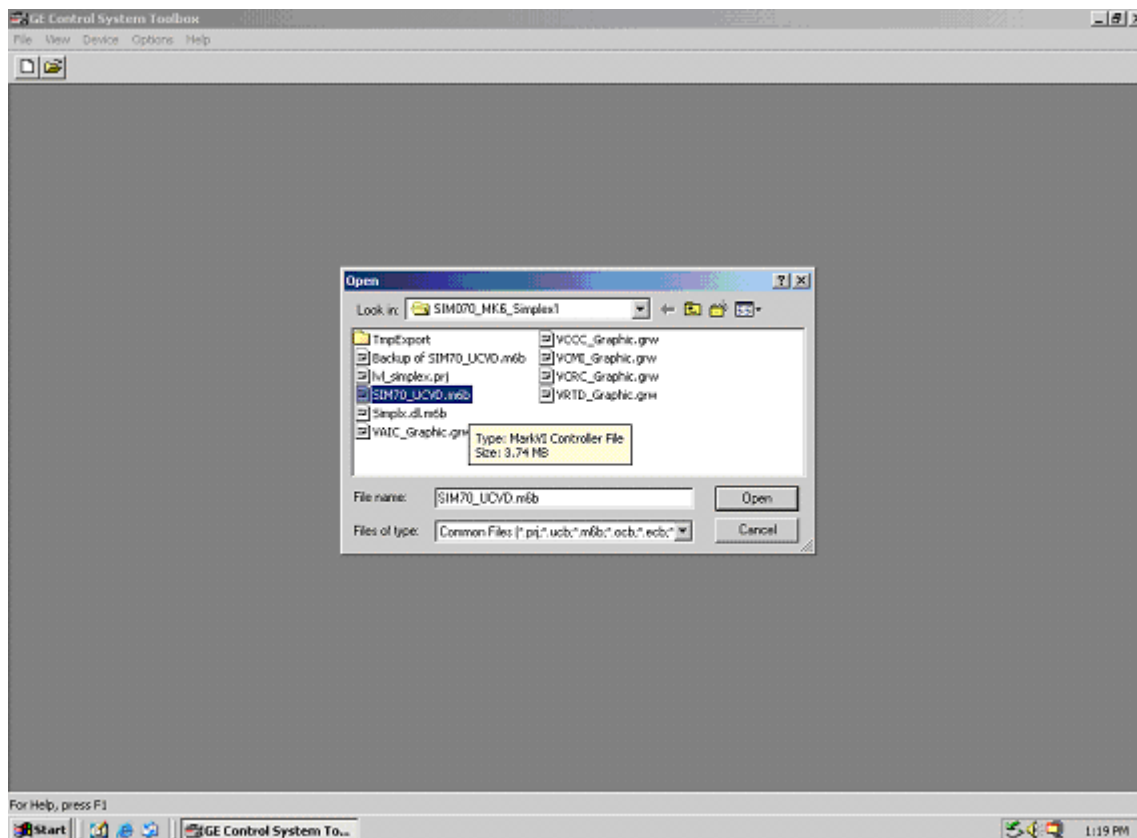 GE Control System Toolbox
File View Device Options Help
Open
Look in: SIM070_MK6_Simplex1
TmpExport
Backup of SIM70_UCVD.m6b
lvl_simplex.prj
SIM70_UCVD.m6b
Simplx.dl.m6b
VAIC_Graphic.grw
VCCC_Graphic.grw
VCMI_Graphic.grw
VCRC_Graphic.grw
VRTD_Graphic.grw
Type: MarkVI Controller File
Size: 3.74 MB
File name: SIM70_UCVD.m6b Open
Files of type: Common Files (*.prj;*.ucb;*.m6b;*.ocb;*.ecb;* Cancel
For Help, press F1
Start GE Control System To... 1:19 PM